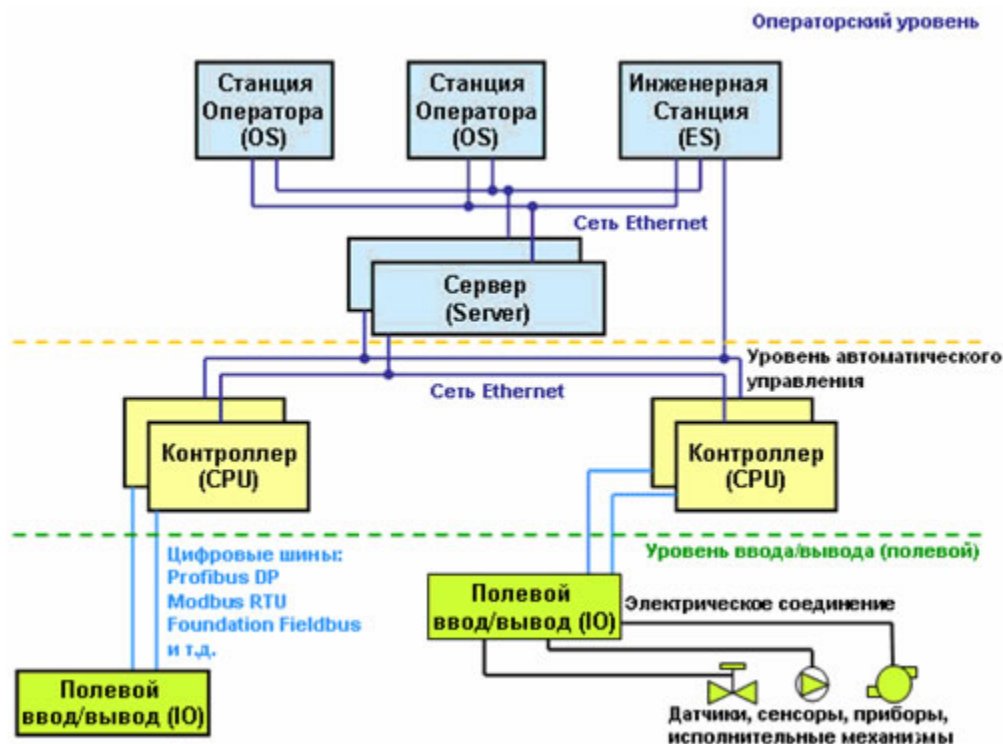 Операторский уровень
Станция
Оператора
(OS)
Станция
Оператора
(OS)
Инженерная
Станция
(ES)
Сеть Ethernet
Сервер
(Server)
Уровень автоматического
управления
Сеть Ethernet
Контроллер
(CPU)
Контроллер
(CPU)
Уровень ввода/вывода (полевой)
Цифровые шины:
Profibus DP
Modbus RTU
Foundation Fieldbus
и т.д.
Полевой
ввод/вывод (IO)
Электрическое соединение
Полевой
ввод/вывод (IO)
Датчики, сенсоры, приборы,
исполнительные механизмы